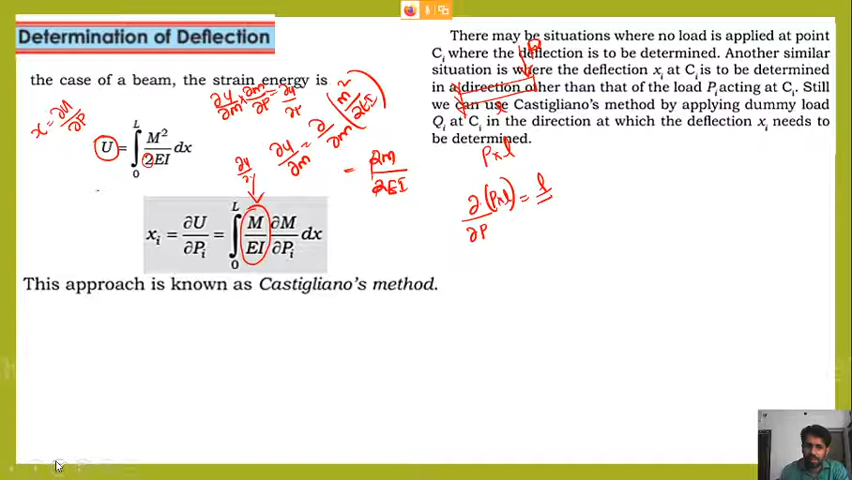 Determination of Deflection
the case of a beam, the strain energy is
x = ∂U/∂P
∂U/∂m × ∂m/∂P = ∂U/∂P
U = ∫₀ᴸ M²/2EI dx
∂U/∂m = ∂/∂m (m²/2EI)
= 2m/2EI
xᵢ = ∂U/∂Pᵢ = ∫₀ᴸ M/EI ∂M/∂Pᵢ dx
This approach is known as Castigliano's method.
There may be situations where no load is applied at point
Cᵢ where the deflection is to be determined. Another similar
situation is where the deflection xᵢ at Cᵢ is to be determined
in a direction other than that of the load Pᵢ acting at Cᵢ. Still
we can use Castigliano's method by applying dummy load
Qᵢ at Cᵢ in the direction at which the deflection xᵢ needs to
be determined.
P×l
∂/∂P (P×l) = l